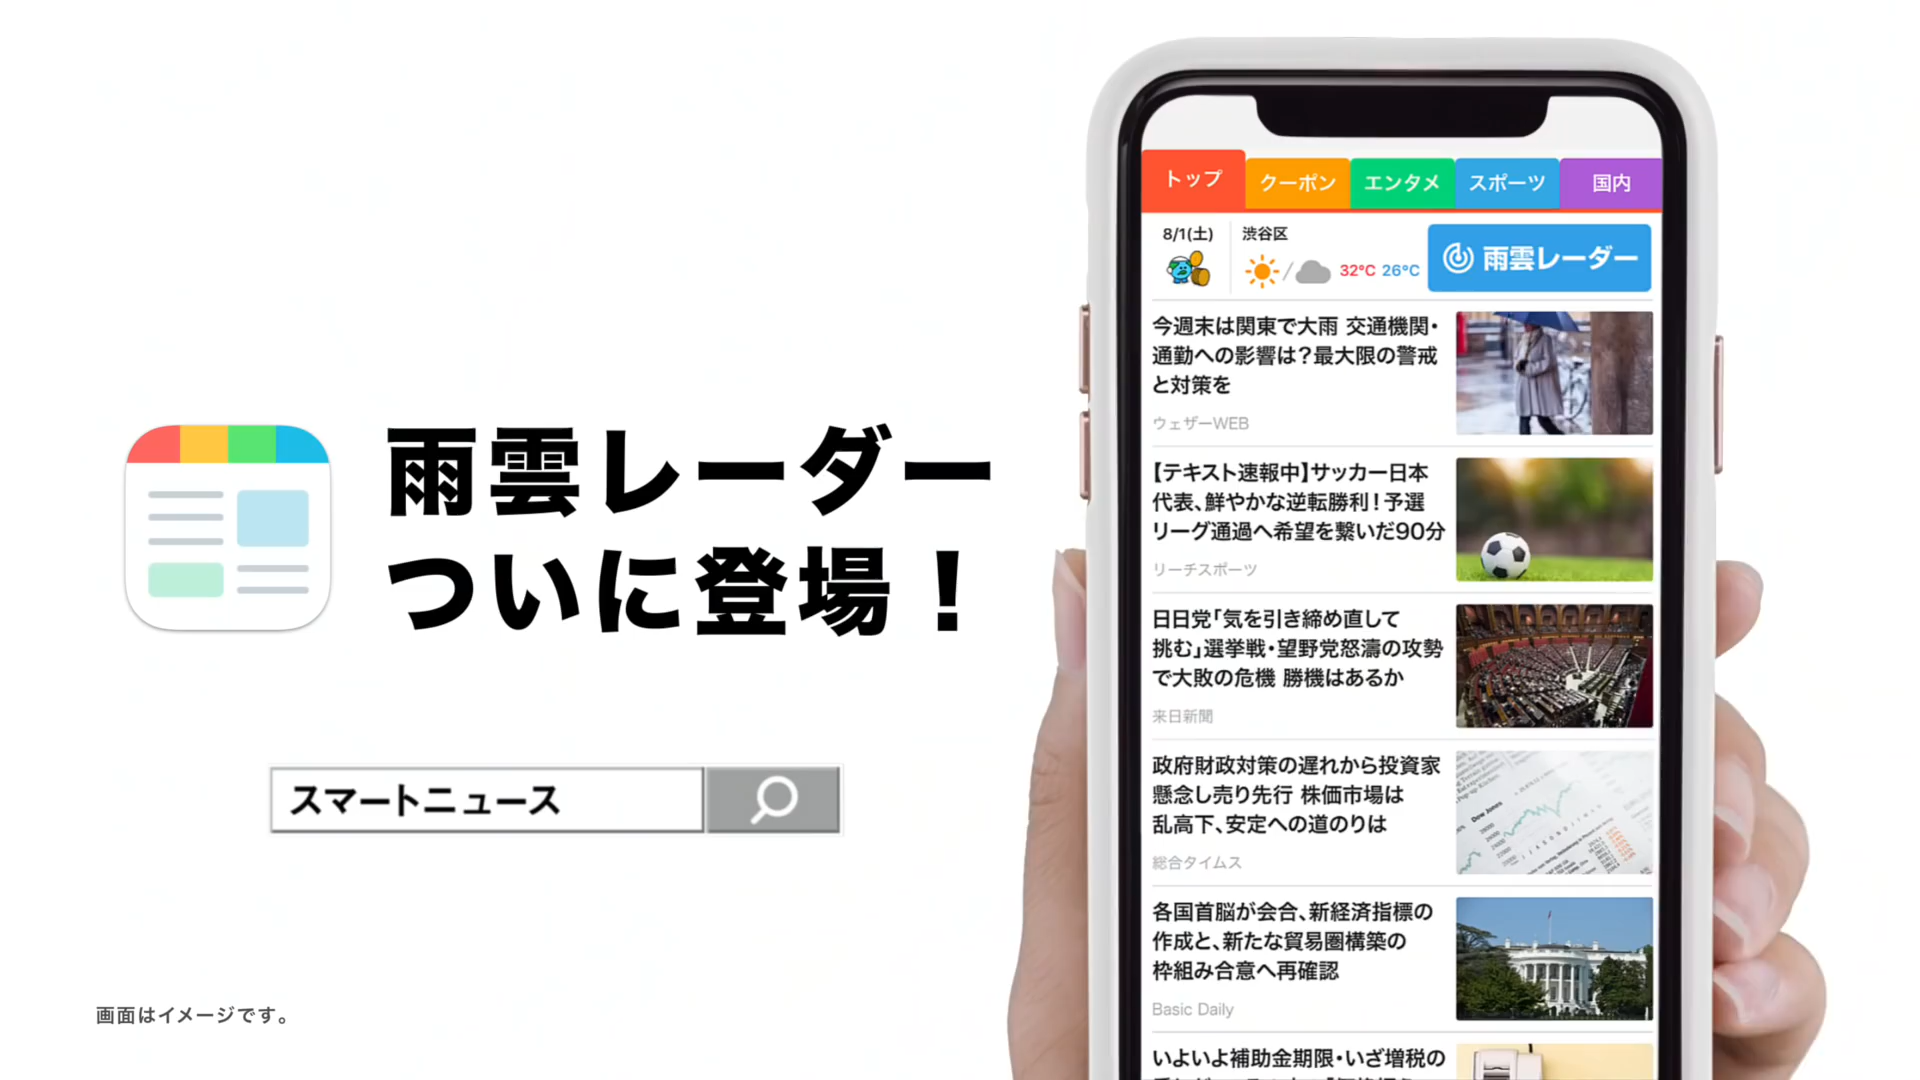 雨雲レーダー
ついに登場！
スマートニュース
画面はイメージです。
トップ
クーポン
エンタメ
スポーツ
国内
8/1(土)
渋谷区
32°C 26°C
雨雲レーダー
今週末は関東で大雨 交通機関・
通勤への影響は？最大限の警戒
と対策を
ウェザーWEB
【テキスト速報中】サッカー日本
代表、鮮やかな逆転勝利！予選
リーグ通過へ希望を繋いだ90分
リーチスポーツ
日日党「気を引き締め直して
挑む」選挙戦・望野党怒濤の攻勢
で大敗の危機 勝機はあるか
来日新聞
政府財政対策の遅れから投資家
懸念し売り先行 株価市場は
乱高下、安定への道のりは
総合タイムス
Dow Jones
各国首脳が会合、新経済指標の
作成と、新たな貿易圏構築の
枠組み合意へ再確認
Basic Daily
いよいよ補助金期限・いざ増税の